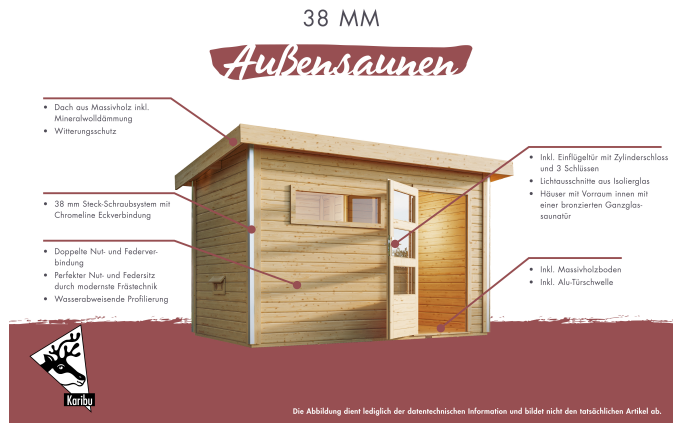 38 MM
Außensaunen
• Dach aus Massivholz inkl.
Mineralwolldämmung
• Witterungsschutz
• 38 mm Steck-Schraubsystem mit
Chromeline Eckverbindung
• Doppelte Nut- und Federver-
bindung
• Perfekter Nut- und Federsitz
durch modernste Frästechnik
• Wasserabweisende Profilierung
• Inkl. Einflügeltür mit Zylinderschloss
und 3 Schlüssen
• Lichtausschnitte aus Isolierglas
• Häuser mit Vorraum innen mit
einer bronzierten Ganzglas-
saunatür
• Inkl. Massivholzboden
• Inkl. Alu-Türschwelle
Karibu
Die Abbildung dient lediglich der datentechnischen Information und bildet nicht den tatsächlichen Artikel ab.